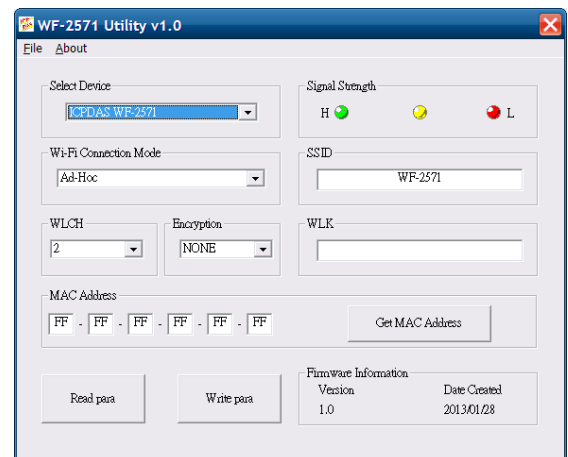 WF-2571 Utility v1.0
File About
Select Device
ICPDAS WF-2571
Signal Strength
H L
Wi-Fi Connection Mode
Ad-Hoc
SSID
WF-2571
WLCH
2
Encryption
NONE
WLK
MAC Address
FF - FF - FF - FF - FF - FF
Get MAC Address
Read para
Write para
Firmware Information
Version Date Created
1.0 2013/01/28